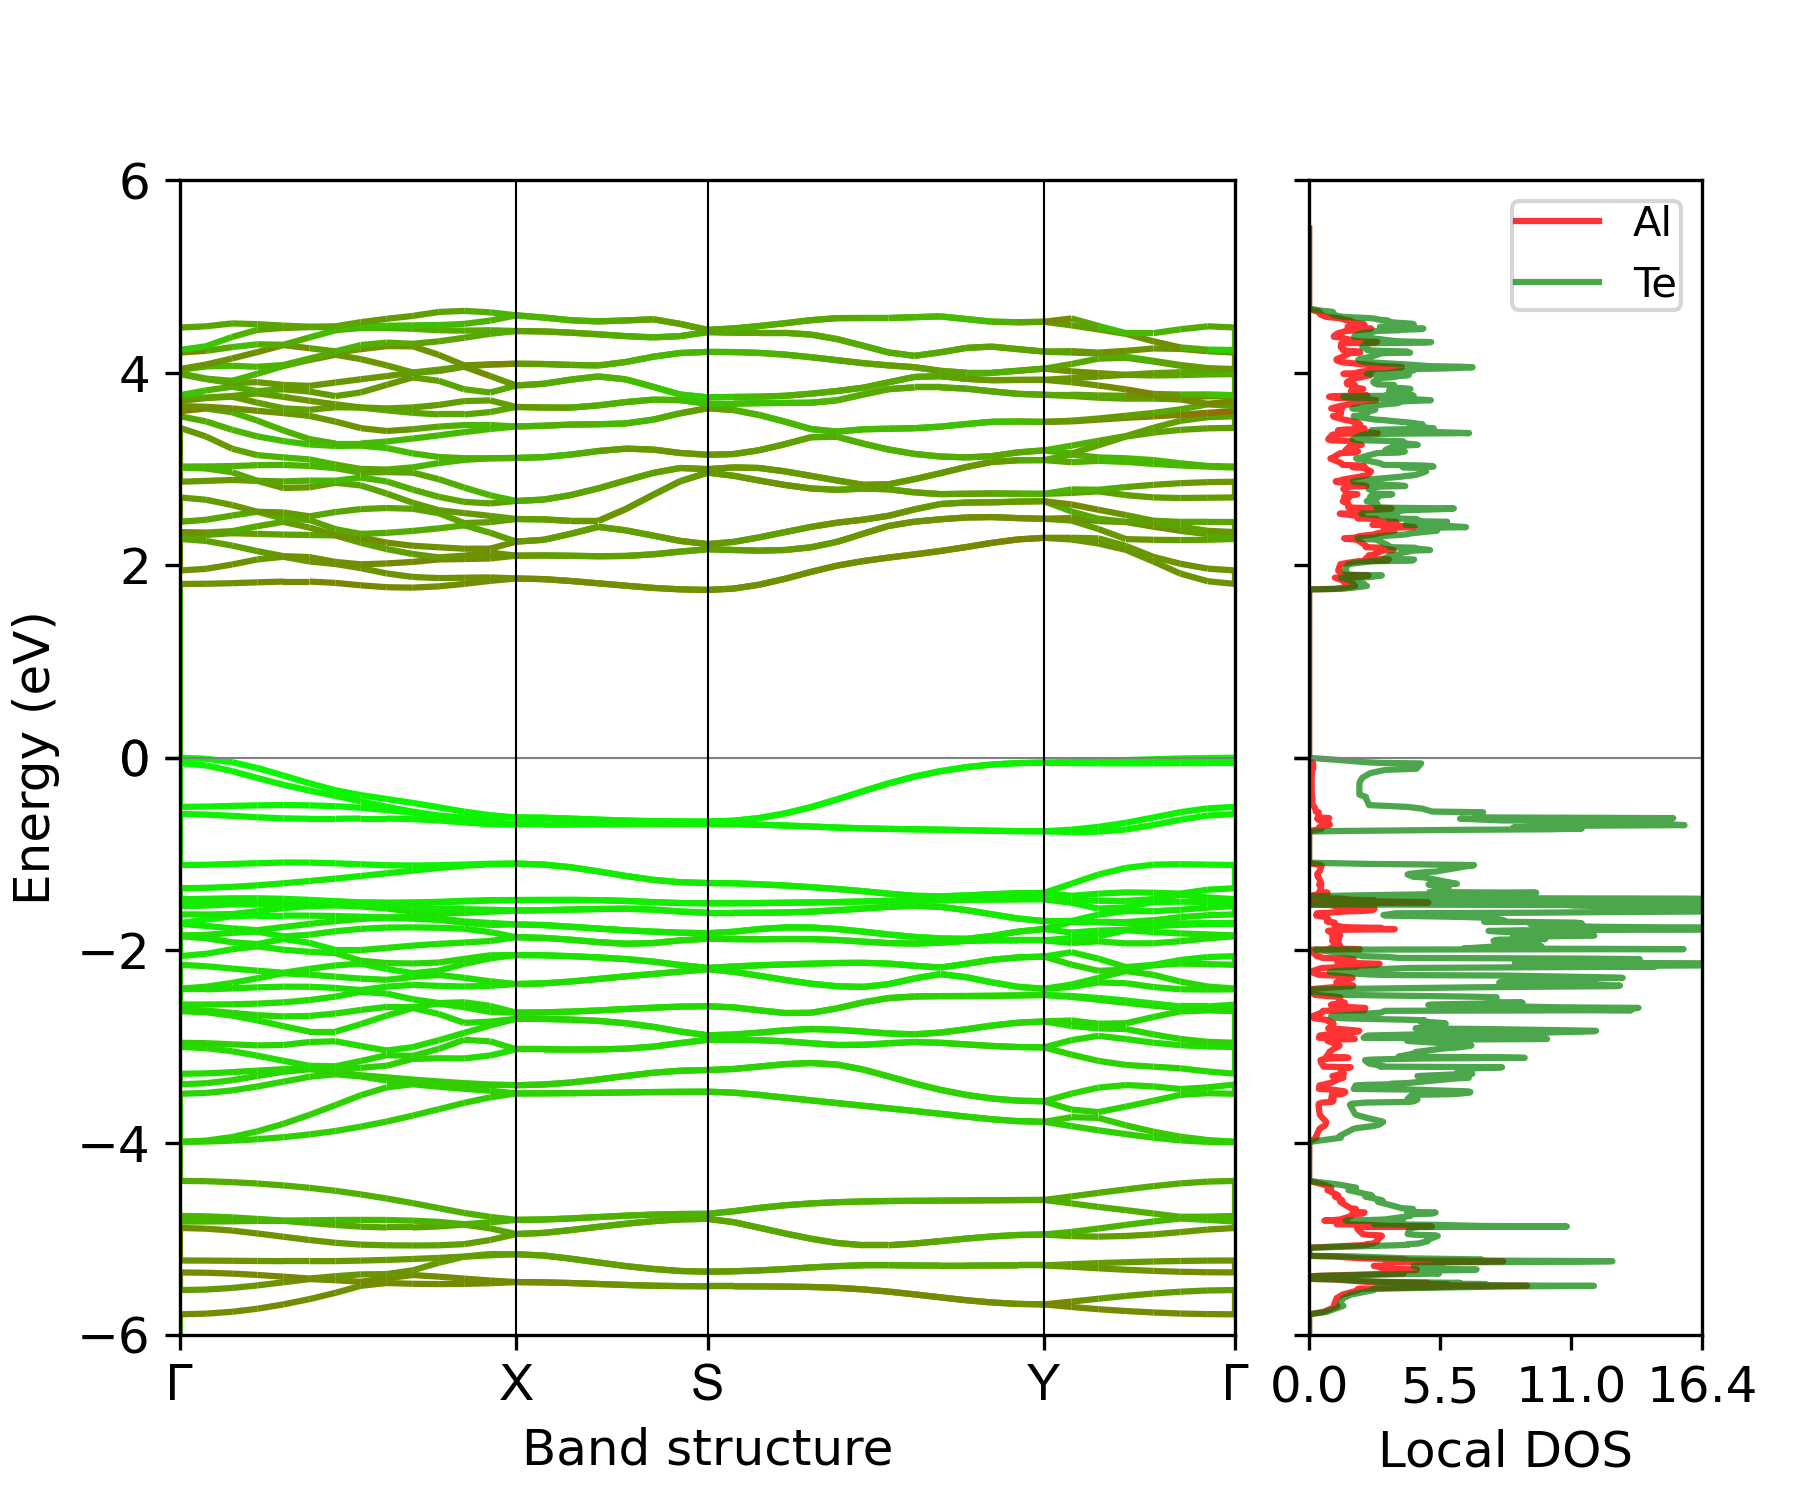 6
4
2
0
−2
−4
−6
Energy (eV)
Γ X S Y Γ
Band structure
Al
Te
0.0 5.5 11.0 16.4
Local DOS